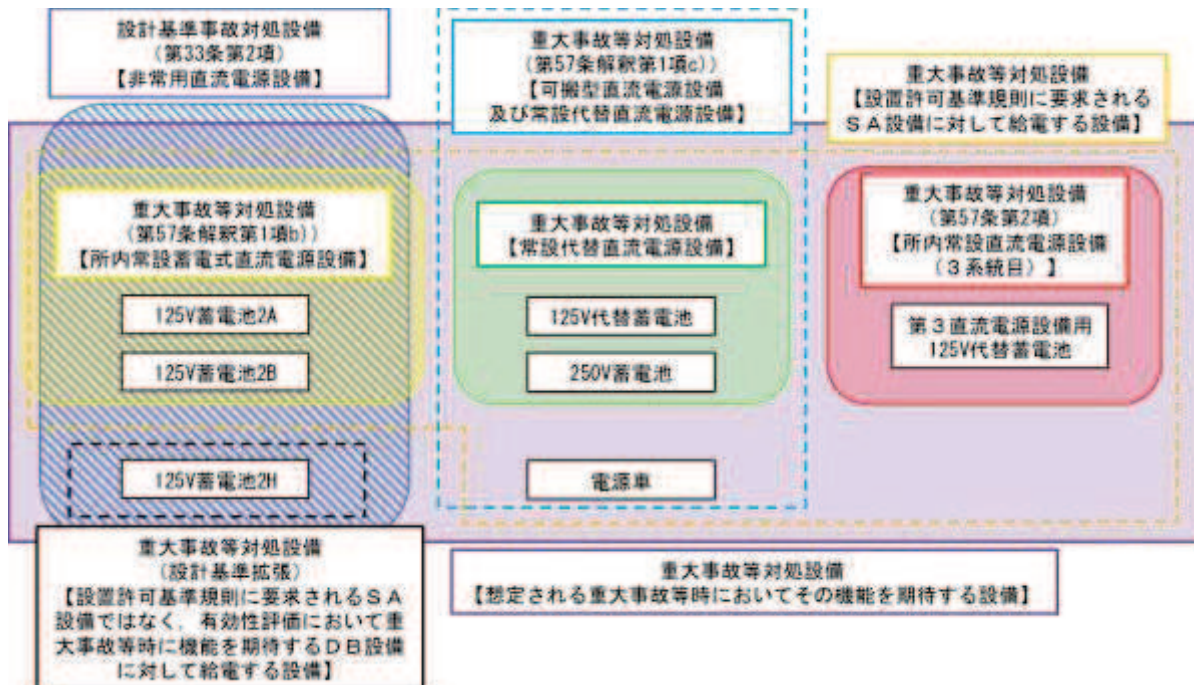 設計基準事故対処設備
(第33条第2項)
【非常用直流電源設備】
重大事故等対処設備
(第57条解釈第1項c))
【可搬型直流電源設備
及び常設代替直流電源設備】
重大事故等対処設備
【設置許可基準規則に要求される
SA設備に対して給電する設備】
重大事故等対処設備
(第57条解釈第1項b))
【所内常設蓄電式直流電源設備】
125V蓄電池2A
125V蓄電池2B
125V蓄電池2H
重大事故等対処設備
【常設代替直流電源設備】
125V代替蓄電池
250V蓄電池
電源車
重大事故等対処設備
(第57条第2項)
【所内常設直流電源設備
(3系統目)】
第3直流電源設備用
125V代替蓄電池
重大事故等対処設備
(設計基準拡張)
【設置許可基準規則に要求されるSA
設備ではなく，有効性評価において重
大事故等時に機能を期待するDB設備
に対して給電する設備】
重大事故等対処設備
【想定される重大事故等時においてその機能を期待する設備】